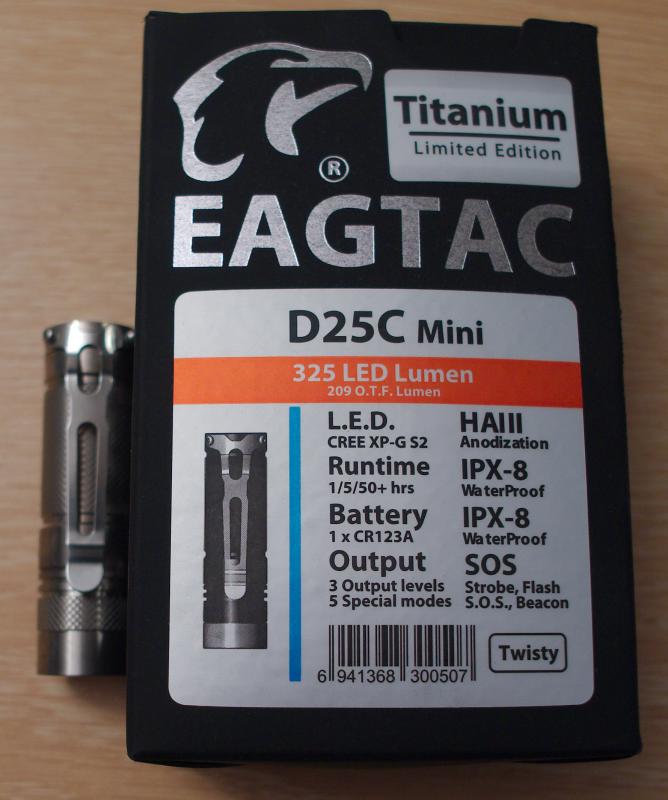 Titanium
Limited Edition
®
EAGTAC
D25C Mini
325 LED Lumen
209 O.T.F. Lumen
L.E.D.
CREE XP-G S2
HAIII
Anodization
Runtime
1/5/50+ hrs
IPX-8
WaterProof
Battery
1 x CR123A
IPX-8
WaterProof
Output
3 Output levels
5 Special modes
SOS
Strobe, Flash
S.O.S., Beacon
6 941368 300507
Twisty